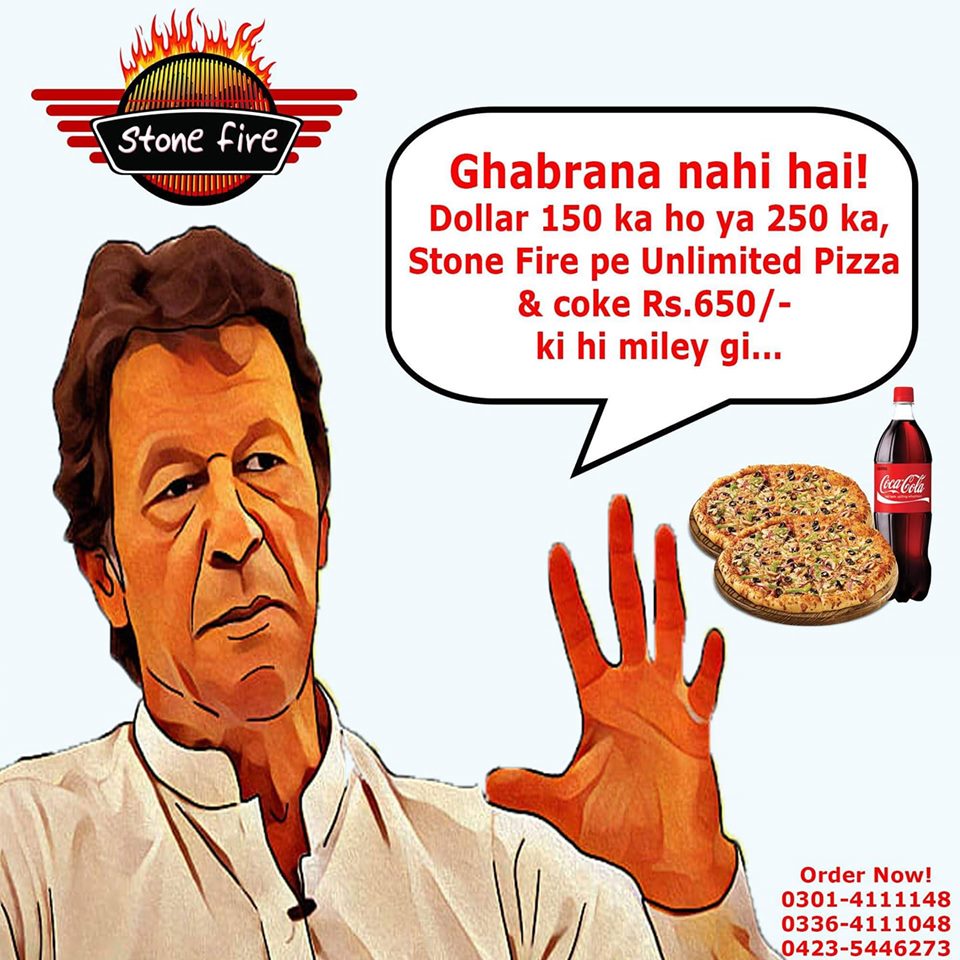 Stone fire
Ghabrana nahi hai!
Dollar 150 ka ho ya 250 ka,
Stone Fire pe Unlimited Pizza
& coke Rs.650/-
ki hi miley gi...
Coca-Cola
Order Now!
0301-4111148
0336-4111048
0423-5446273